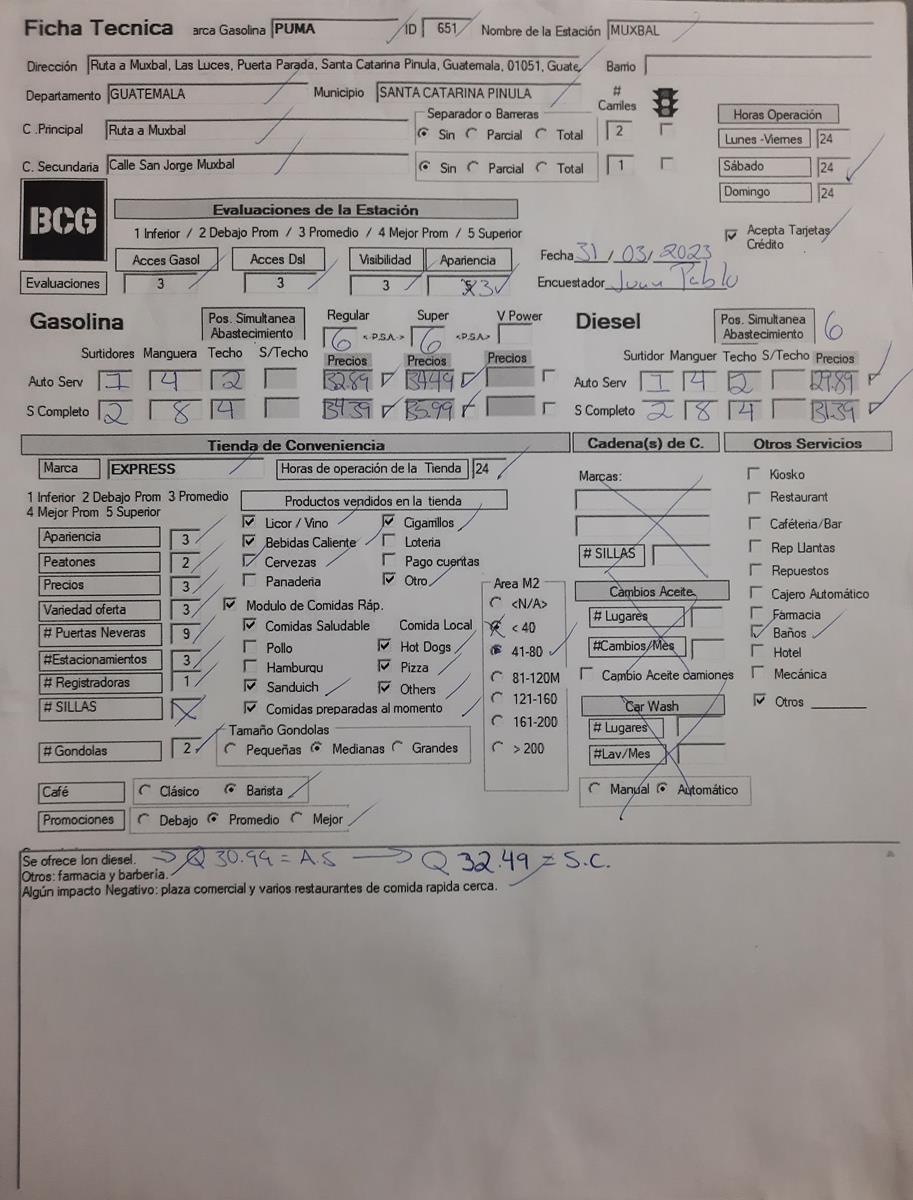 Ficha Tecnica arca Gasolina PUMA ID 651 Nombre de la Estación MUXBAL
Dirección Ruta a Muxbal, Las Luces, Puerta Parada, Santa Catarina Pinula, Guatemala, 01051, Guate Barrio
Departamento GUATEMALA Municipio SANTA CATARINA PINULA # Carriles
Separador o Barreras Horas Operación
C .Principal Ruta a Muxbal Sin Parcial Total 2 Lunes -Viernes 24
C. Secundaria Calle San Jorge Muxbal Sin Parcial Total 1 Sábado 24
Domingo 24
BCG Evaluaciones de la Estación
1 Inferior / 2 Debajo Prom / 3 Promedio / 4 Mejor Prom / 5 Superior Acepta Tarjetas Crédito
Acces Gasol Acces Dsl Visibilidad Apariencia Fecha 31 / 03 / 2023
Evaluaciones 3 3 3 3 Encuestador Juan Pablo
Gasolina Pos. Simultanea Abastecimiento Regular Super V Power Diesel Pos. Simultanea Abastecimiento 6
6 <-P.S.A.-> 6 <-P.S.A.->
Surtidores Manguera Techo S/Techo Precios Precios Precios Surtidor Manguer Techo S/Techo Precios
Auto Serv 1 4 2 32.89 34.49 Auto Serv 1 4 2 29.89
S Completo 2 8 4 34.39 35.99 S Completo 2 8 4 31.39
Tienda de Conveniencia Cadena(s) de C. Otros Servicios
Marca EXPRESS Horas de operación de la Tienda 24 Marcas: Kiosko
1 Inferior 2 Debajo Prom 3 Promedio Productos vendidos en la tienda Restaurant
4 Mejor Prom 5 Superior
Apariencia 3 Licor / Vino Cigarrillos Caféteria/Bar
Peatones 2 Bebidas Caliente Loteria # SILLAS Rep Llantas
Precios 3 Cervezas Pago cuentas Repuestos
Variedad oferta 3 Panaderia Otro Area M2 Cambios Aceite Cajero Automático
# Puertas Neveras 9 Modulo de Comidas Ráp. <N/A> # Lugares Farmacia
Comidas Saludable Comida Local < 40 Baños
#Estacionamientos 3 Pollo Hot Dogs 41-80 #Cambios/Mes Hotel
# Registradoras 1 Hamburqu Pizza 81-120M Cambio Aceite camiones Mecánica
# SILLAS Sanduich Others 121-160 Car Wash Otros
Comidas preparadas al momento 161-200 # Lugares
# Gondolas 2 Tamaño Gondolas Pequeñas Medianas Grandes > 200 #Lav/Mes
Café Clásico Barista Manual Automático
Promociones Debajo Promedio Mejor
Se ofrece Ion diesel. → Q 30.99 = A.S → Q 32.49 = S.C.
Otros: farmacia y barbería.
Algún impacto Negativo: plaza comercial y varios restaurantes de comida rapida cerca.